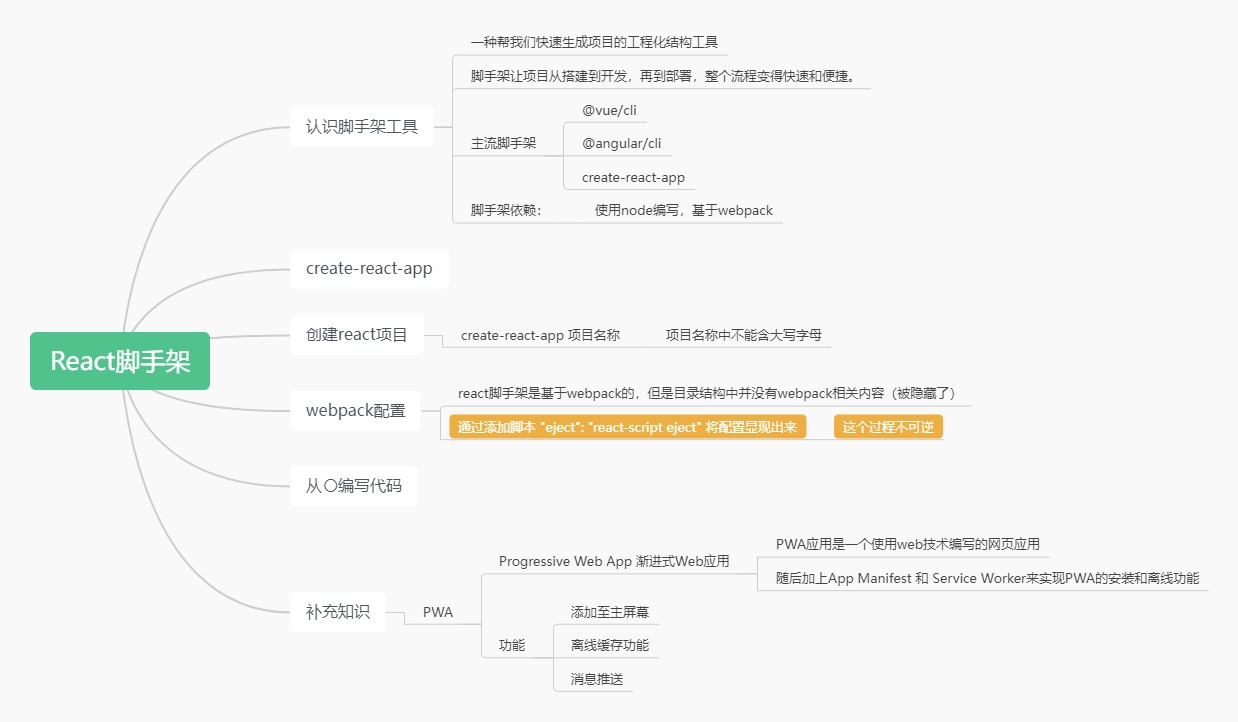 React脚手架
认识脚手架工具
一种帮我们快速生成项目的工程化结构工具
脚手架让项目从搭建到开发，再到部署，整个流程变得快速和便捷。
主流脚手架
@vue/cli
@angular/cli
create-react-app
脚手架依赖：
使用node编写，基于webpack
create-react-app
创建react项目
create-react-app 项目名称
项目名称中不能含大写字母
webpack配置
react脚手架是基于webpack的，但是目录结构中并没有webpack相关内容（被隐藏了）
通过添加脚本 "eject": "react-script eject" 将配置显现出来
这个过程不可逆
从〇编写代码
补充知识
PWA
Progressive Web App 渐进式Web应用
PWA应用是一个使用web技术编写的网页应用
随后加上App Manifest 和 Service Worker来实现PWA的安装和离线功能
功能
添加至主屏幕
离线缓存功能
消息推送